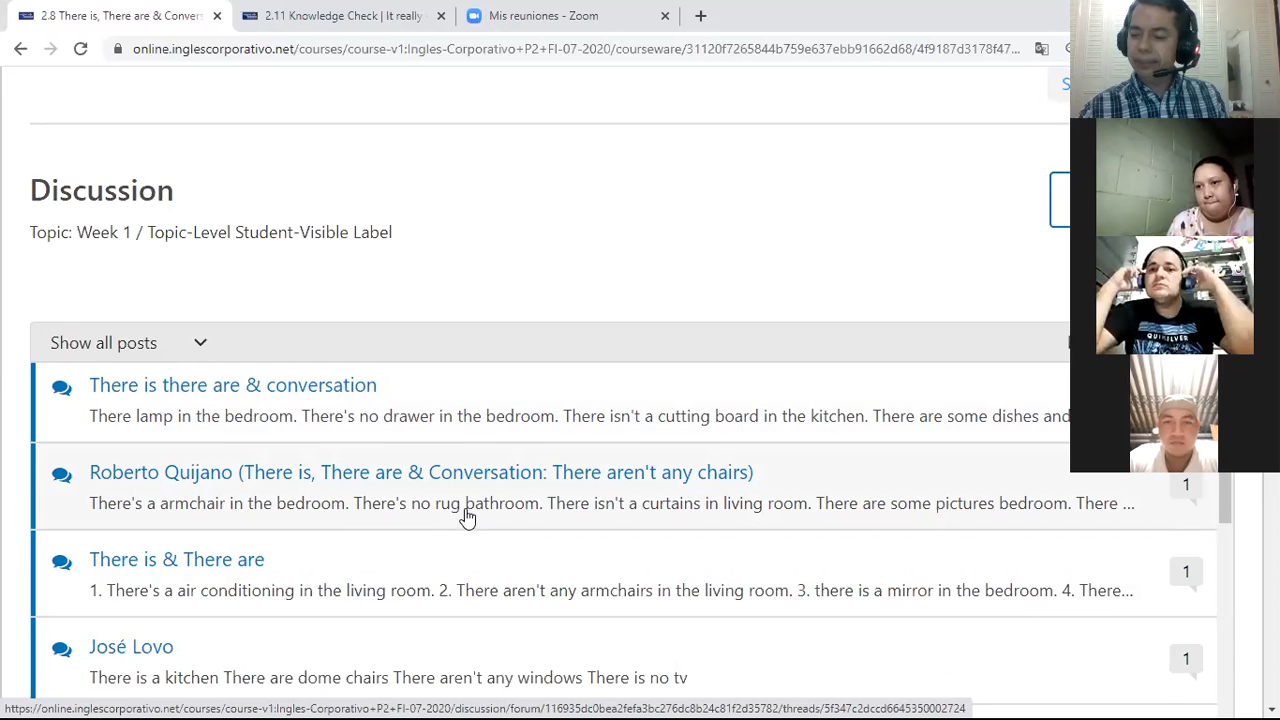 2.8 There is, There are & Conver
2.11 Knowledge Check | It really
Mis reuniones - Zoom
online.inglescorporativo.net/courses/course-v1:Ingles-Corporativo+P2+FI-07-2020/courseware/31120f7265844b759e637ebb91662d68/4f9187d3178f47...
S
Discussion
Topic: Week 1 / Topic-Level Student-Visible Label
Show all posts
There is there are & conversation
There lamp in the bedroom. There's no drawer in the bedroom. There isn't a cutting board in the kitchen. There are some dishes and
Roberto Quijano (There is, There are & Conversation: There aren't any chairs)
1
There's a armchair in the bedroom. There's no rug bathroom. There isn't a curtains in living room. There are some pictures bedroom. There ...
There is & There are
1
1. There's a air conditioning in the living room. 2. There aren't any armchairs in the living room. 3. there is a mirror in the bedroom. 4. There...
José Lovo
1
There is a kitchen There are dome chairs There aren't any windows There is no tv
https://online.inglescorporativo.net/courses/course-v1:Ingles-Corporativo+P2+FI-07-2020/discussion/forum/116935dc0bea2fefa3bc276dc8b24c81f2d35782/threads/5f347c2dccd6645350002724